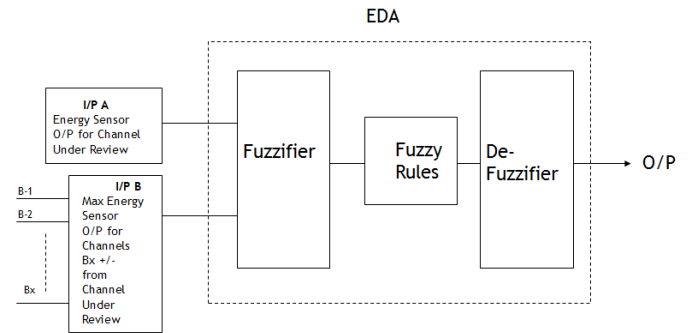 EDA
I/P A
Energy Sensor
O/P for Channel
Under Review
Fuzzifier
Fuzzy
Rules
De-
Fuzzifier
O/P
B-1
B-2
Bx
I/P B
Max Energy
Sensor
O/P for
Channels
Bx +/-
from
Channel
Under
Review